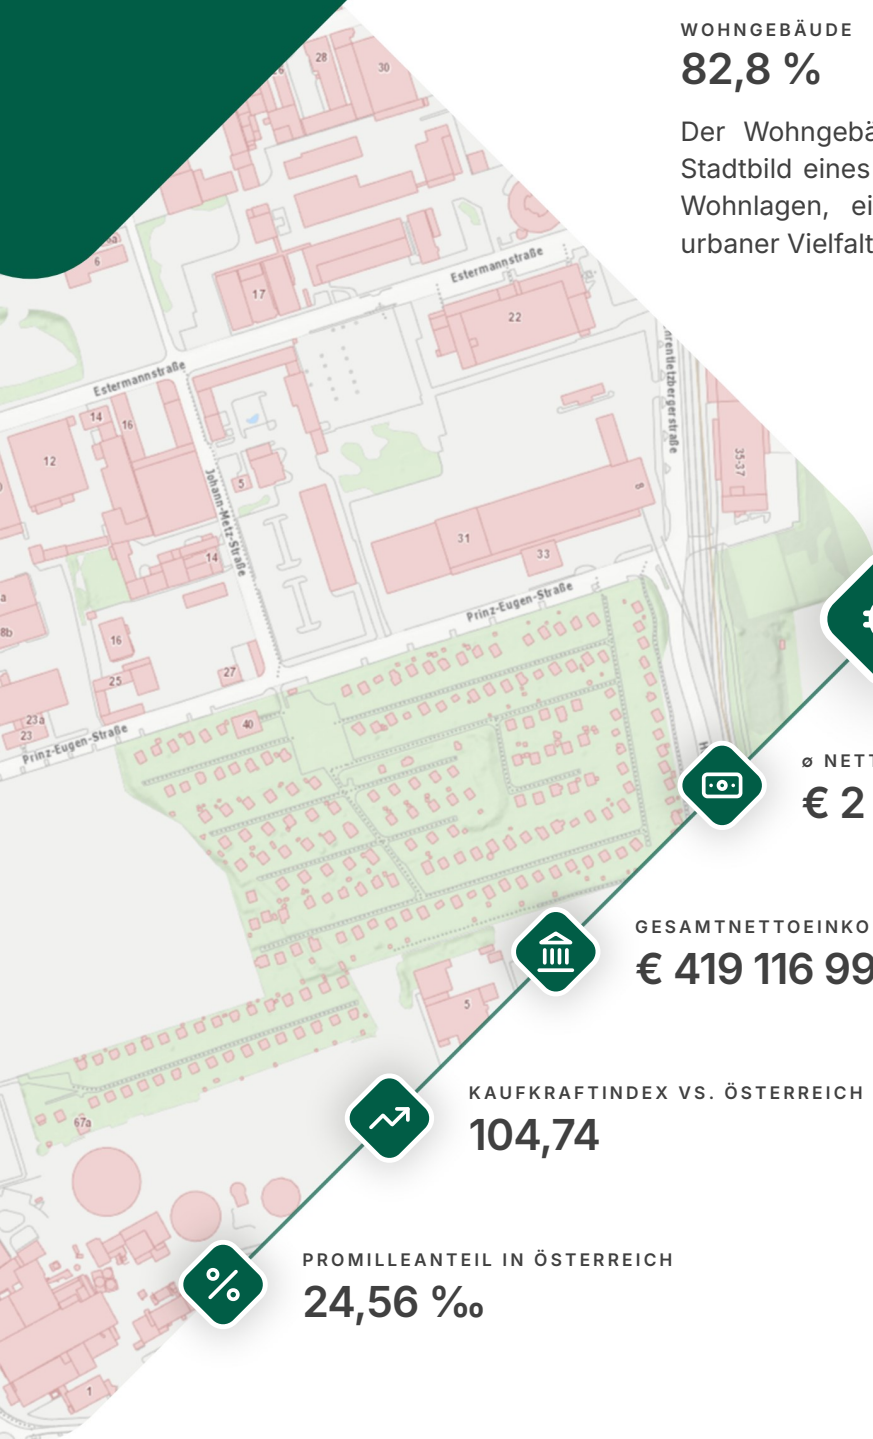 WOHNGEBÄUDE
82,8 %
Der Wohngebä
Stadtbild eines
Wohnlagen, ei
urbaner Vielfalt
28
30
6
17
Estermannstraße
22
Estermannstraße
14
16
12
5
Johann-Metz-Straße
14
31
33
8
35-37
rentietzbergerstraße
Prinz-Eugen-Straße
a
8b
16
25
27
23a
23
40
Prinz-Eugen-Straße
ø NETT
€ 2
GESAMTNETTOEINKO
€ 419 116 99
5
KAUFKRAFTINDEX VS. ÖSTERREICH
104,74
67a
PROMILLEANTEIL IN ÖSTERREICH
24,56 ‰
1